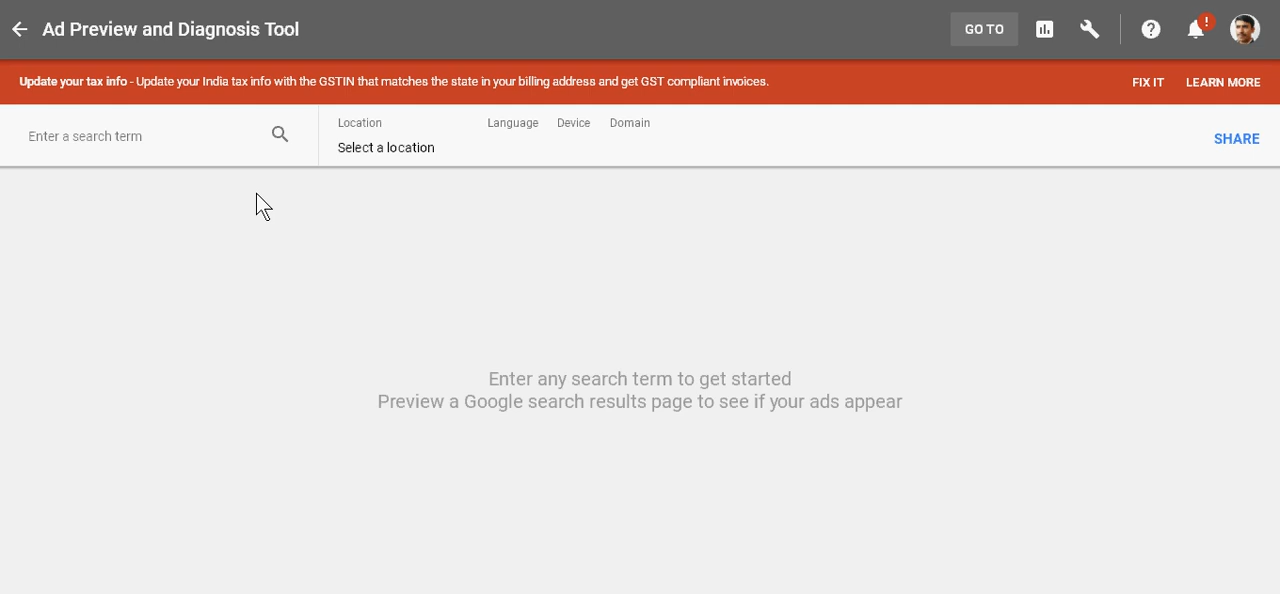 Ad Preview and Diagnosis Tool
GO TO
!
Update your tax info - Update your India tax info with the GSTIN that matches the state in your billing address and get GST compliant invoices.
FIX IT
LEARN MORE
Enter a search term
Location
Language
Device
Domain
Select a location
SHARE
Enter any search term to get started
Preview a Google search results page to see if your ads appear